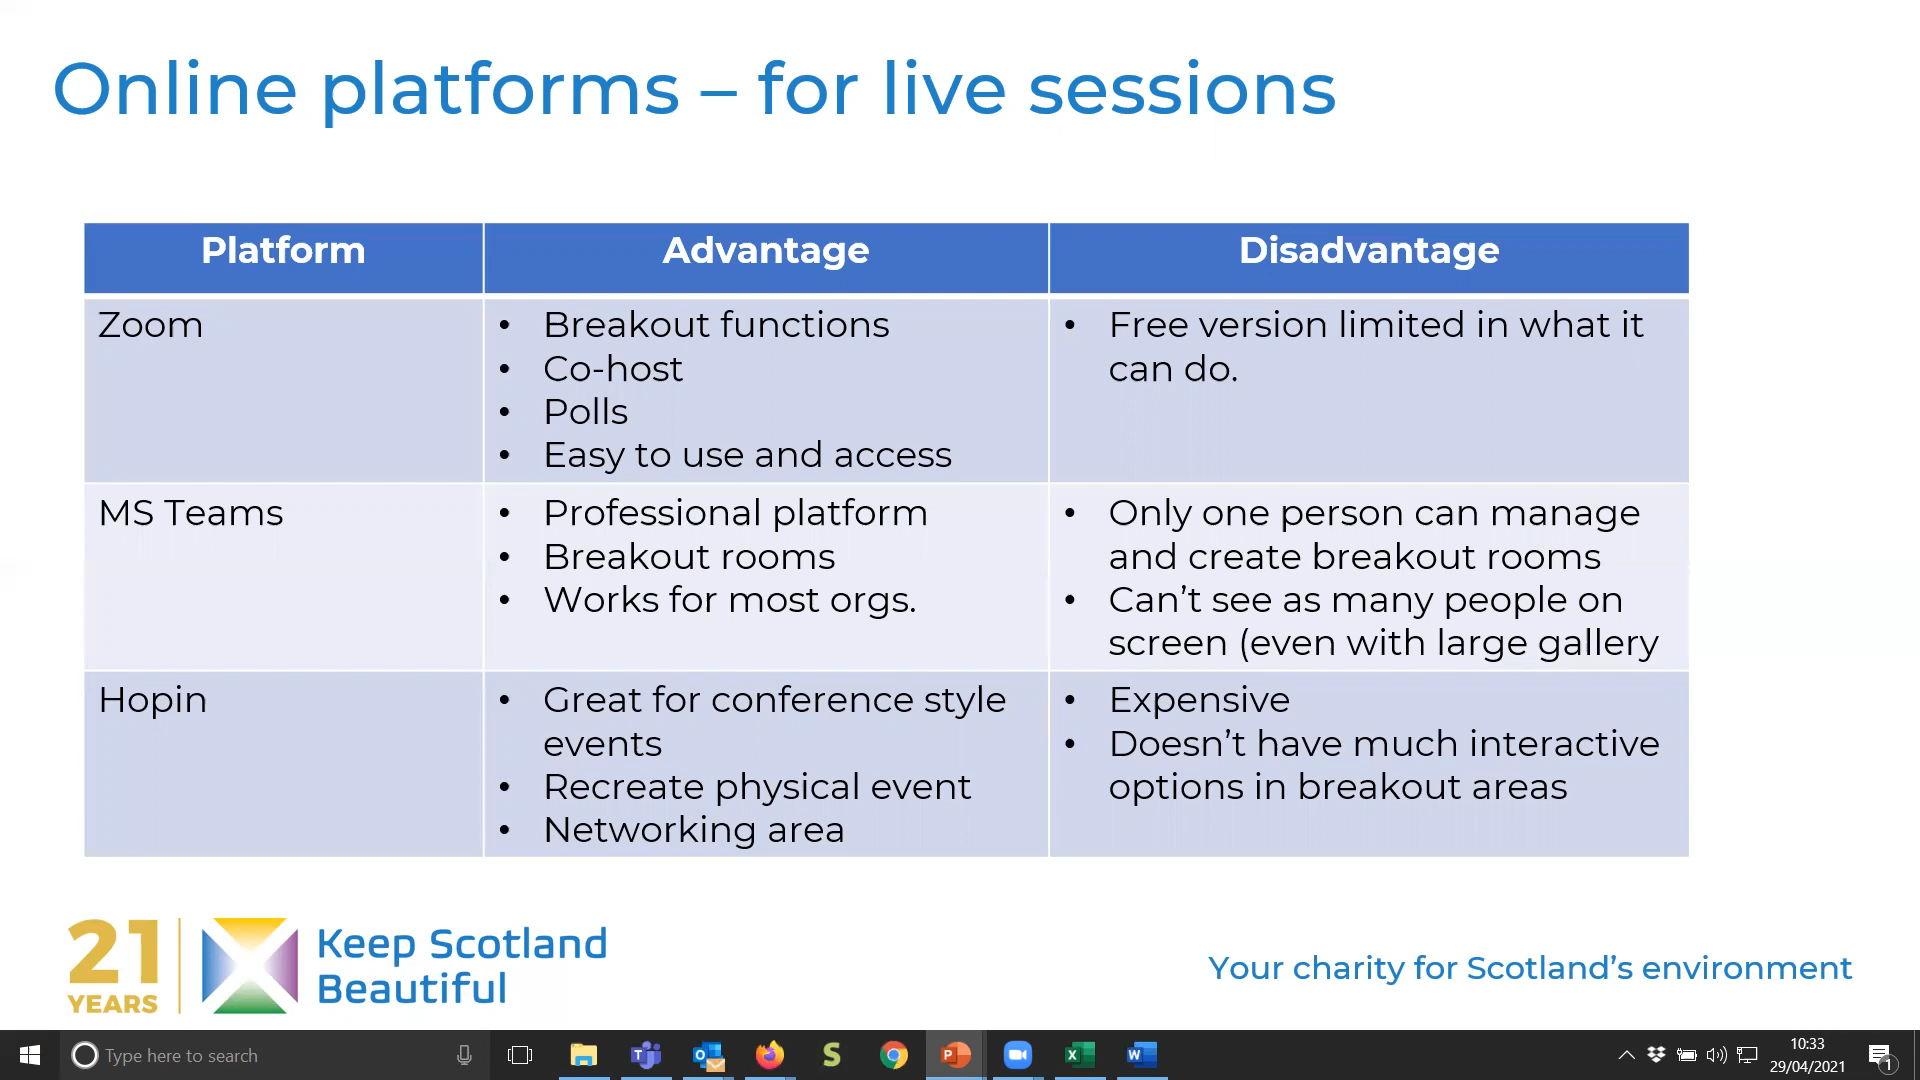 Online platforms – for live sessions
Platform
Advantage
Disadvantage
Zoom
• Breakout functions
• Co-host
• Polls
• Easy to use and access
• Free version limited in what it
can do.
MS Teams
• Professional platform
• Breakout rooms
• Works for most orgs.
• Only one person can manage
and create breakout rooms
• Can’t see as many people on
screen (even with large gallery
Hopin
• Great for conference style
events
• Recreate physical event
• Networking area
• Expensive
• Doesn’t have much interactive
options in breakout areas
21
YEARS
Keep Scotland
Beautiful
Your charity for Scotland’s environment
Type here to search
10:33
29/04/2021
1